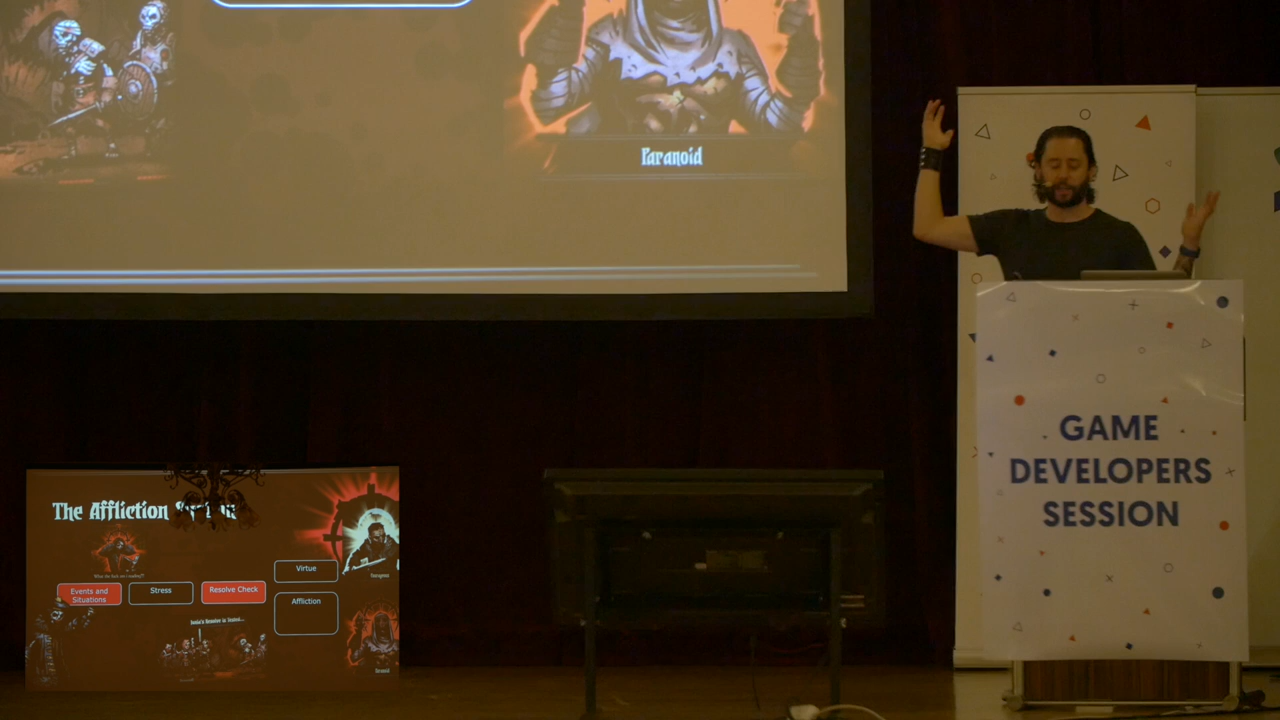 Paranoid
GAME
DEVELOPERS
SESSION
The Affliction
Virtue
Events and
Situations
Stress
Resolve Check
Affliction